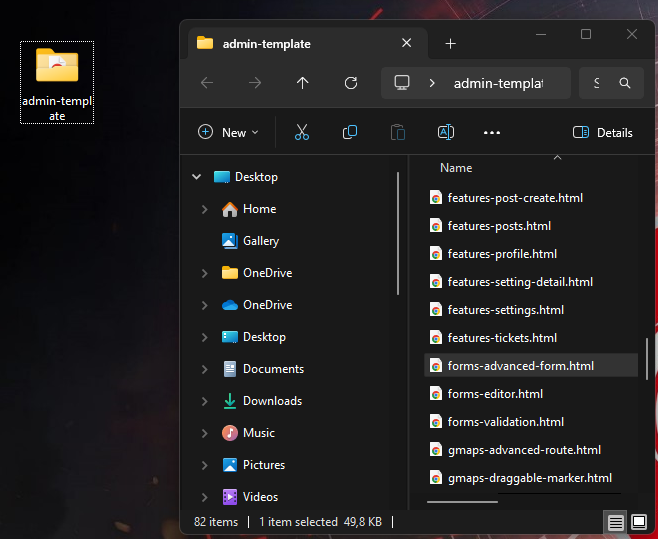 admin-templ
ate
admin-template
admin-templat
S
New
Details
Desktop
Home
Gallery
OneDrive
OneDrive
Desktop
Documents
Downloads
Music
Pictures
Videos
Name
features-post-create.html
features-posts.html
features-profile.html
features-setting-detail.html
features-settings.html
features-tickets.html
forms-advanced-form.html
forms-editor.html
forms-validation.html
gmaps-advanced-route.html
gmaps-draggable-marker.html
82 items | 1 item selected 49,8 KB |